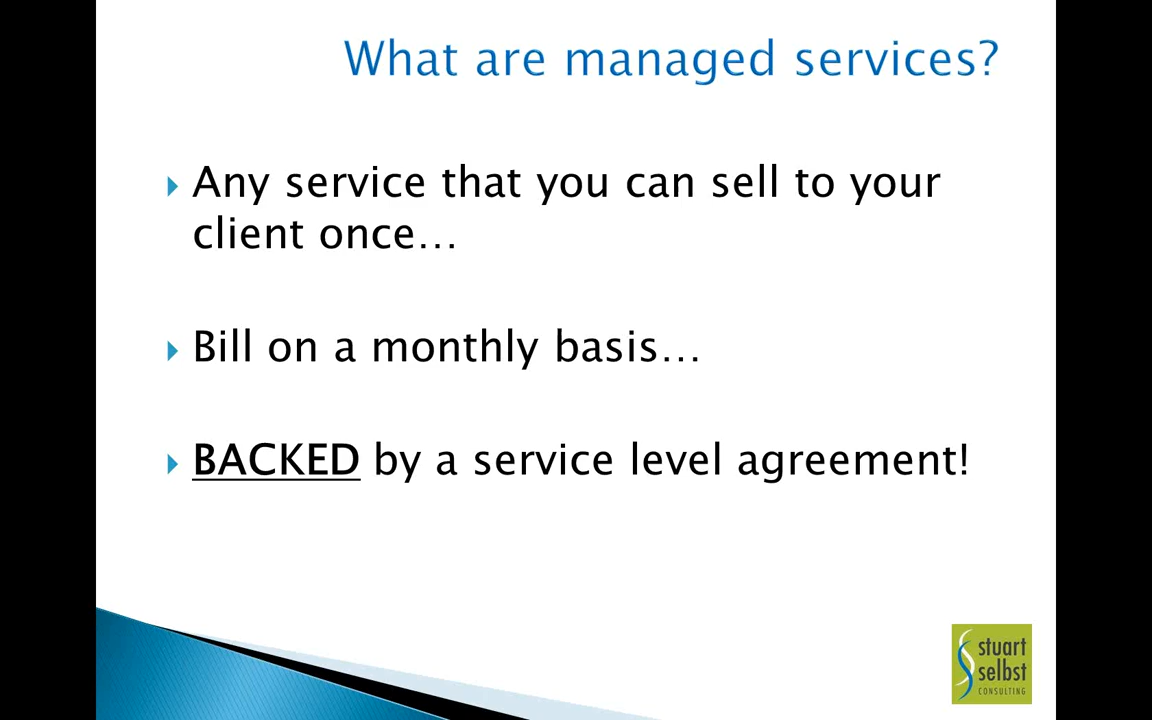 What are managed services?
Any service that you can sell to your
client once…
Bill on a monthly basis…
BACKED by a service level agreement!
stuart
selbst
CONSULTING